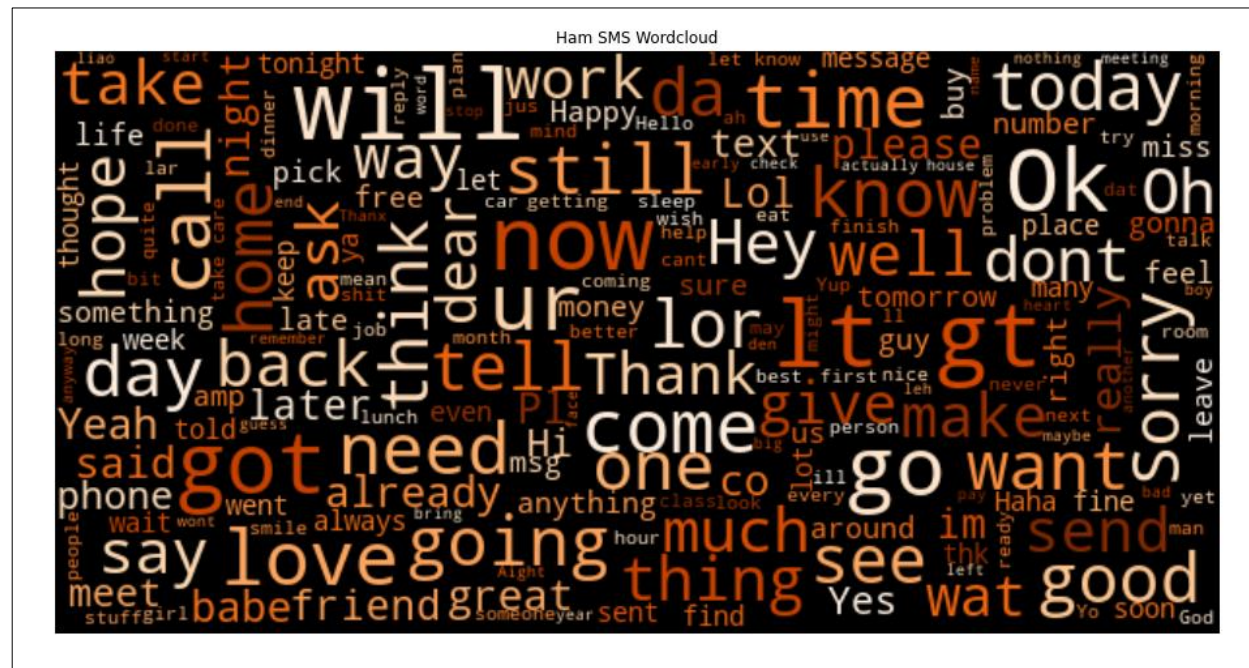 Ham SMS Wordcloud
liao start tonight reply word plan work da let know message nothing meeting name
take night will stop jus Happy Hello ah time buy today morning
life done dinner mind text use please number try miss
call lar pick way let still early check actually house Ok dat Oh
hope thought quite home end free car getting sleep Lol know problem place gonna
ask Thanx ya think dear now wish eat help finish Hey well dont talk
bit take care keep mean shit coming cant sure Yup tomorrow many feel boy
something late job ur money better lor may den might lt ll gt heart Sorry room
long week remember month guy right really
anyway day back tell Thank best first nice leh never another leave
amp later lunch even Pl face come give make next
Yeah told guess Hi big us person maybe
said got need msg one co lot ill go want
phone went already anything class look every pay Haha fine bad yet
wait wont smile always bring much around im ready send man
people say love going hour thing see thk left
meet Aight Yes wat good
stuff girl babe friend great someone year sent find Yo soon God